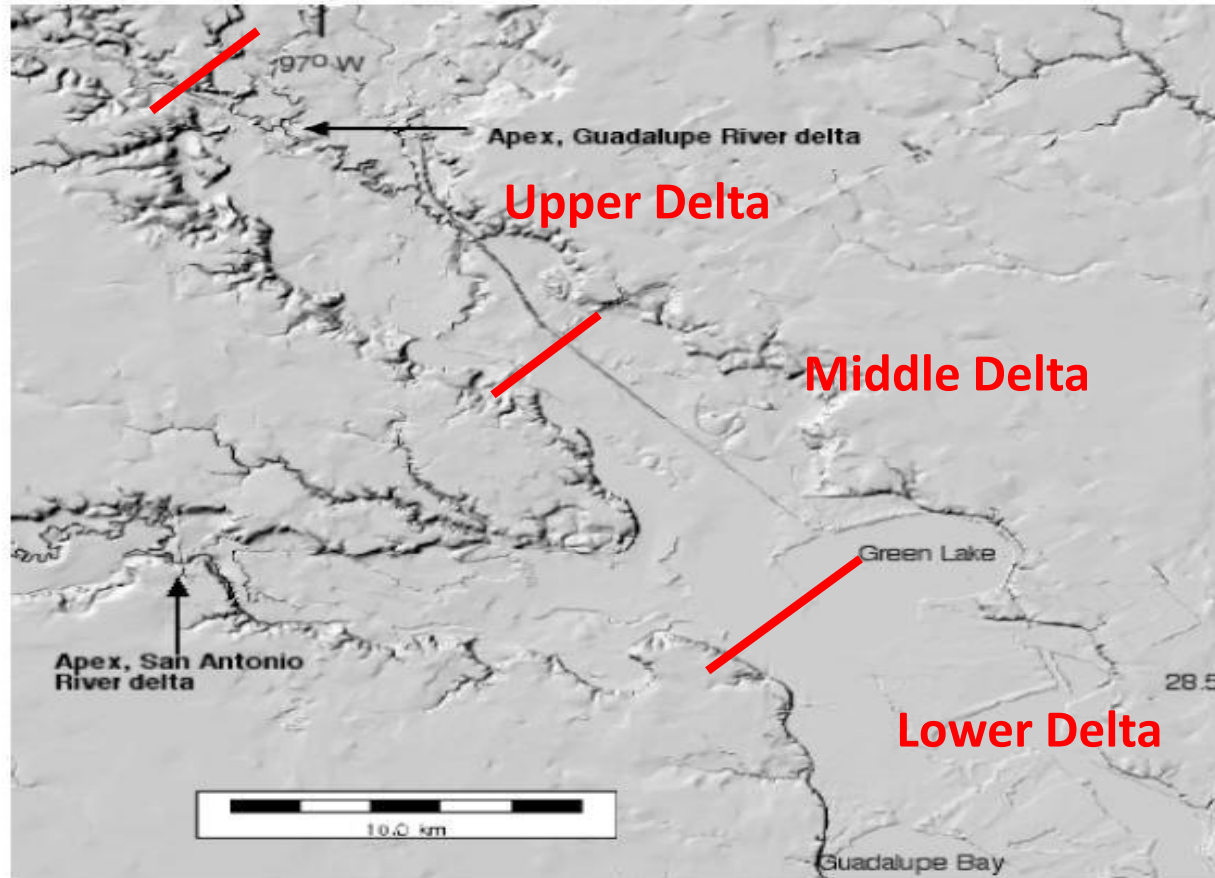 97º W
Apex, Guadalupe River delta
Upper Delta
Middle Delta
Green Lake
Apex, San Antonio
River delta
28.5
Lower Delta
10.0 km
Guadalupe Bay